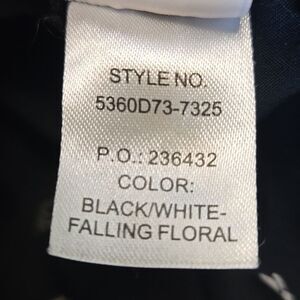 STYLE NO.
5360D73-7325
P.O.: 236432
COLOR:
BLACK/WHITE-
FALLING FLORAL